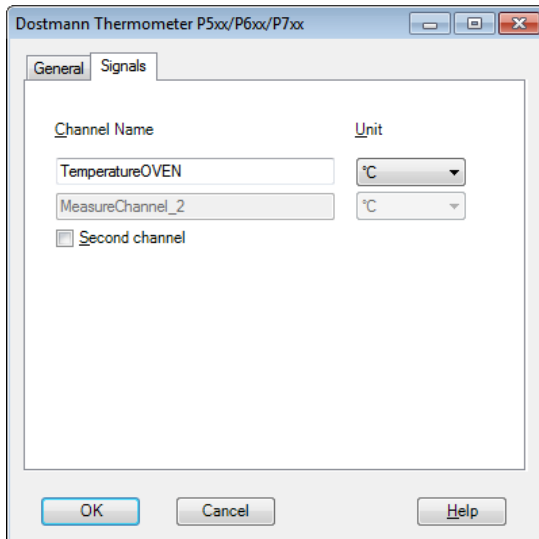 Dostmann Thermometer P5xx/P6xx/P7xx
General Signals
Channel Name Unit
TemperatureOVEN °C
MeasureChannel_2 °C
Second channel
OK Cancel Help